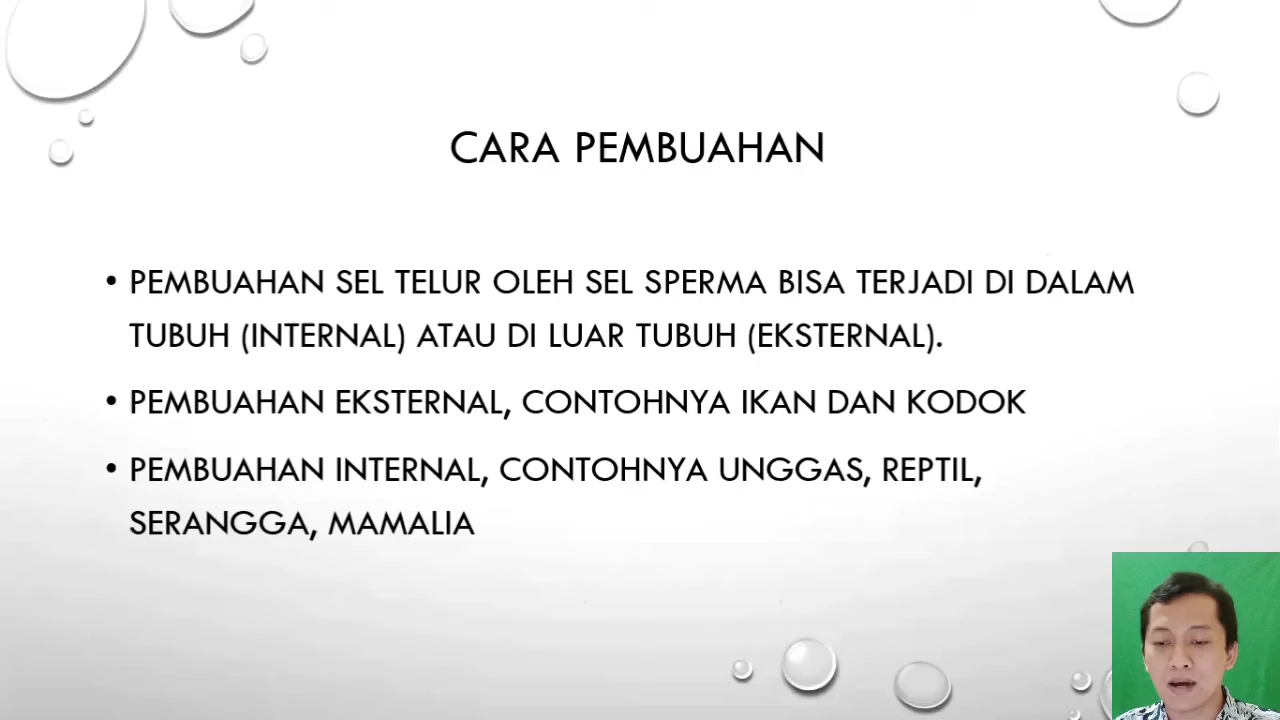 CARA PEMBUAHAN
• PEMBUAHAN SEL TELUR OLEH SEL SPERMA BISA TERJADI DI DALAM
TUBUH (INTERNAL) ATAU DI LUAR TUBUH (EKSTERNAL).
• PEMBUAHAN EKSTERNAL, CONTOHNYA IKAN DAN KODOK
• PEMBUAHAN INTERNAL, CONTOHNYA UNGGAS, REPTIL,
SERANGGA, MAMALIA